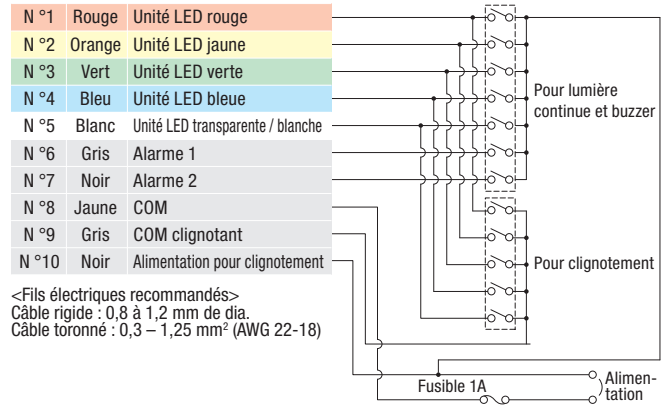 N °1 Rouge Unité LED rouge
N °2 Orange Unité LED jaune
N °3 Vert Unité LED verte
N °4 Bleu Unité LED bleue
N °5 Blanc Unité LED transparente / blanche
N °6 Gris Alarme 1
N °7 Noir Alarme 2
N °8 Jaune COM
N °9 Gris COM clignotant
N °10 Noir Alimentation pour clignotement
<Fils électriques recommandés>
Câble rigide : 0,8 à 1,2 mm de dia.
Câble toronné : 0,3 – 1,25 mm² (AWG 22-18)
Pour lumière
continue et buzzer
Pour clignotement
Fusible 1A
Alimen-
tation